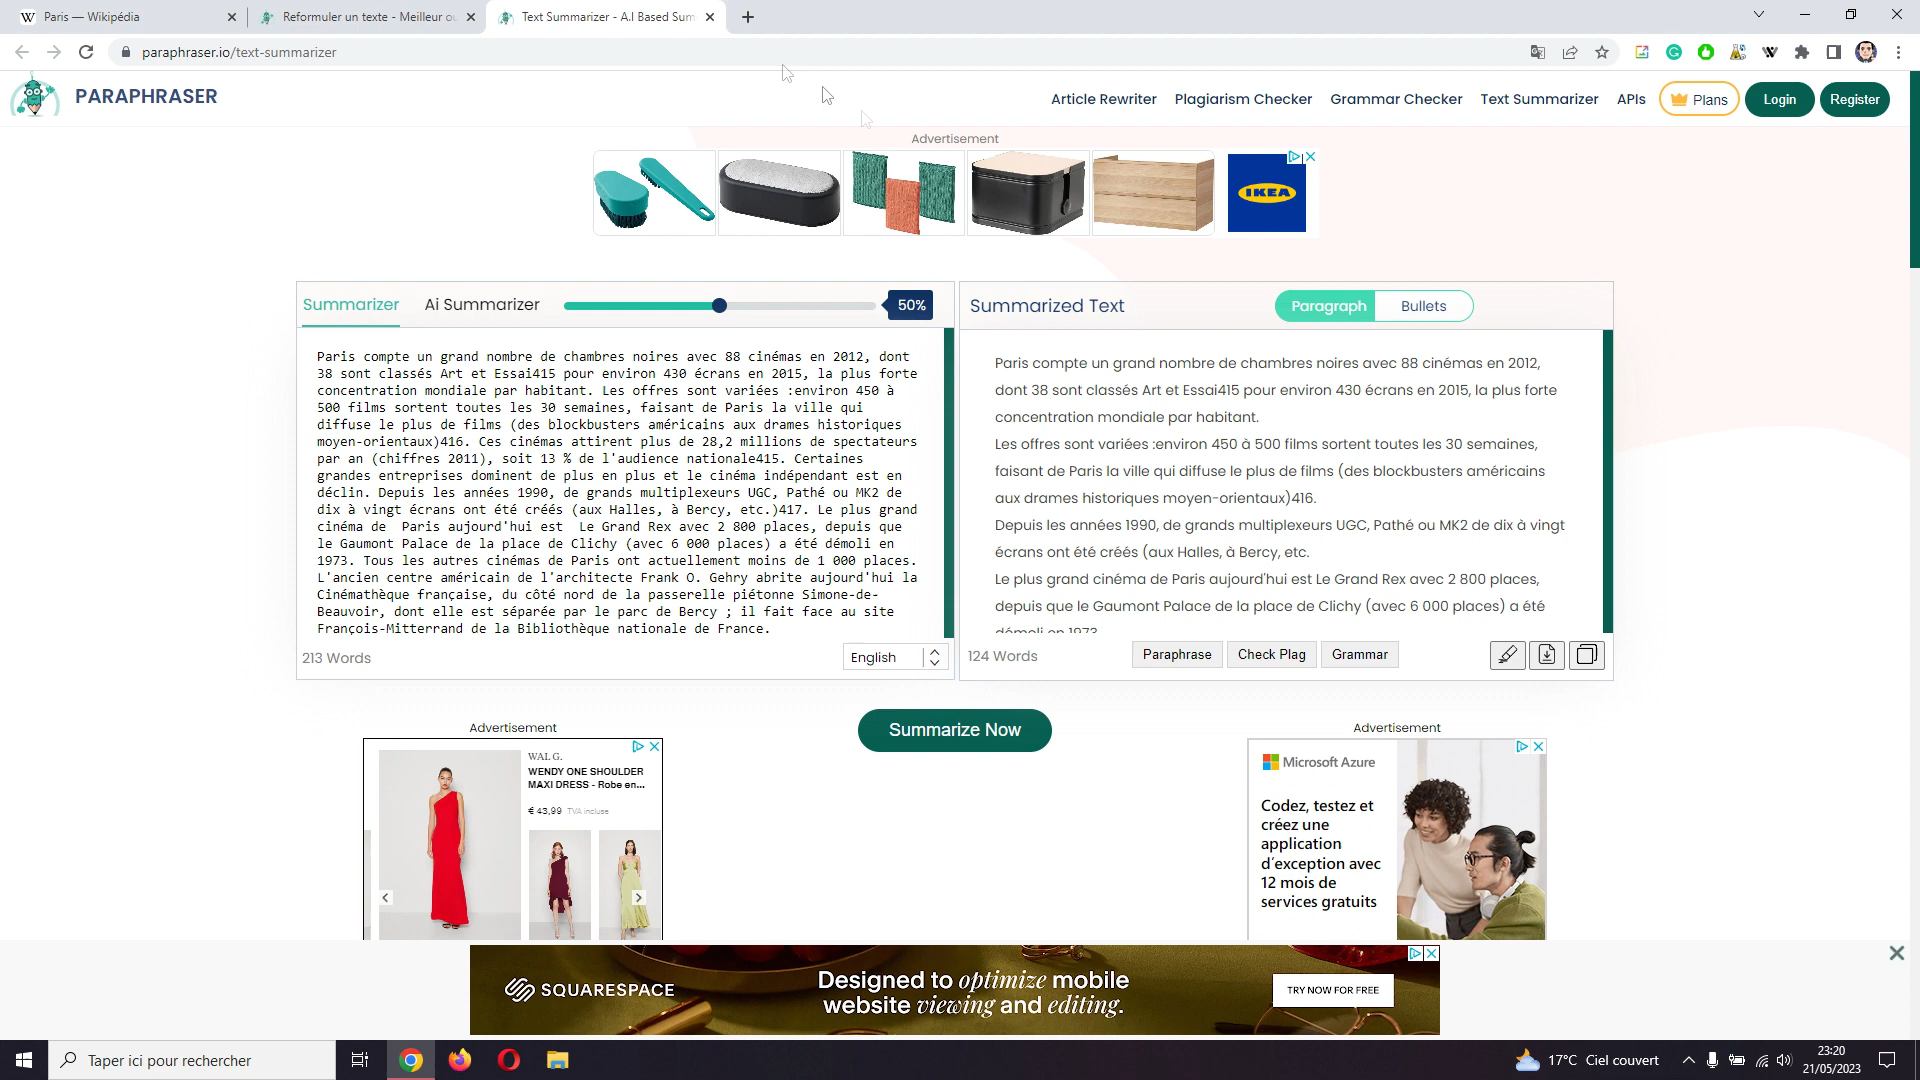 Paris — Wikipédia
Reformuler un texte - Meilleur ou
Text Summarizer - A.I Based Sum
paraphraser.io/text-summarizer
PARAPHRASER
Article Rewriter
Plagiarism Checker
Grammar Checker
Text Summarizer
APIs
Plans
Login
Register
Advertisement
IKEA
Summarizer
Ai Summarizer
50%
Paris compte un grand nombre de chambres noires avec 88 cinémas en 2012, dont
38 sont classés Art et Essai415 pour environ 430 écrans en 2015, la plus forte
concentration mondiale par habitant. Les offres sont variées :environ 450 à
500 films sortent toutes les 30 semaines, faisant de Paris la ville qui
diffuse le plus de films (des blockbusters américains aux drames historiques
moyen-orientaux)416. Ces cinémas attirent plus de 28,2 millions de spectateurs
par an (chiffres 2011), soit 13 % de l'audience nationale415. Certaines
grandes entreprises dominent de plus en plus et le cinéma indépendant est en
déclin. Depuis les années 1990, de grands multiplexeurs UGC, Pathé ou MK2 de
dix à vingt écrans ont été créés (aux Halles, à Bercy, etc.)417. Le plus grand
cinéma de  Paris aujourd'hui est  Le Grand Rex avec 2 800 places, depuis que
le Gaumont Palace de la place de Clichy (avec 6 000 places) a été démoli en
1973. Tous les autres cinémas de Paris ont actuellement moins de 1 000 places.
L'ancien centre américain de l'architecte Frank O. Gehry abrite aujourd'hui la
Cinémathèque française, du côté nord de la passerelle piétonne Simone-de-
Beauvoir, dont elle est séparée par le parc de Bercy ; il fait face au site
François-Mitterrand de la Bibliothèque nationale de France.
213 Words
English
Summarized Text
Paragraph
Bullets
Paris compte un grand nombre de chambres noires avec 88 cinémas en 2012,
dont 38 sont classés Art et Essai415 pour environ 430 écrans en 2015, la plus forte
concentration mondiale par habitant.
Les offres sont variées :environ 450 à 500 films sortent toutes les 30 semaines,
faisant de Paris la ville qui diffuse le plus de films (des blockbusters américains
aux drames historiques moyen-orientaux)416.
Depuis les années 1990, de grands multiplexeurs UGC, Pathé ou MK2 de dix à vingt
écrans ont été créés (aux Halles, à Bercy, etc.
Le plus grand cinéma de Paris aujourd'hui est Le Grand Rex avec 2 800 places,
depuis que le Gaumont Palace de la place de Clichy (avec 6 000 places) a été
démoli en 1973
124 Words
Paraphrase
Check Plag
Grammar
Summarize Now
Advertisement
WAL G.
WENDY ONE SHOULDER
MAXI DRESS - Robe en...
€ 43,99 TVA incluse
Advertisement
Microsoft Azure
Codez, testez et
créez une
application
d'exception avec
12 mois de
services gratuits
SQUARESPACE
Designed to optimize mobile
website viewing and editing.
TRY NOW FOR FREE
Taper ici pour rechercher
17°C Ciel couvert
23:20
21/05/2023